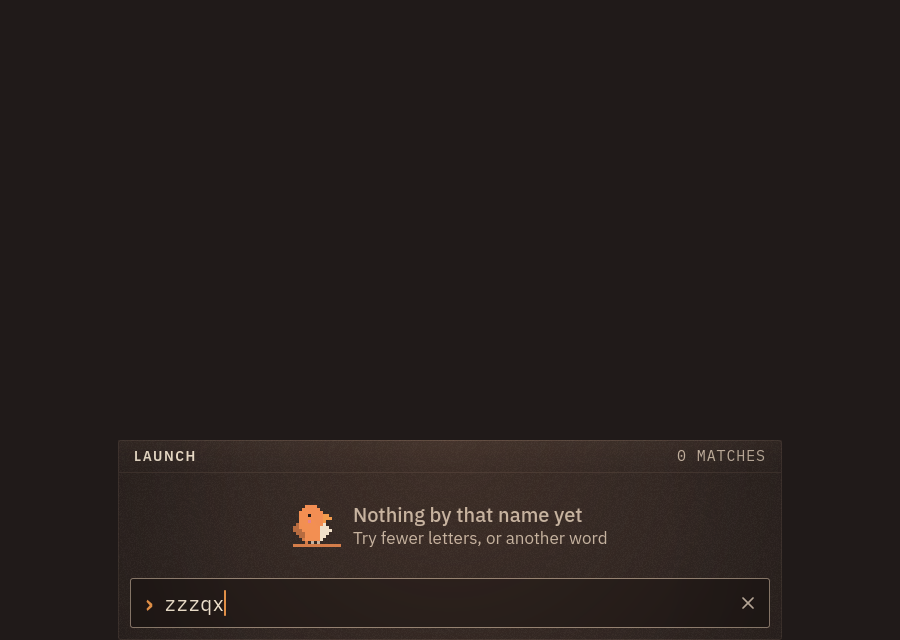 LAUNCH
0 MATCHES
Nothing by that name yet
Try fewer letters, or another word
› zzzqx